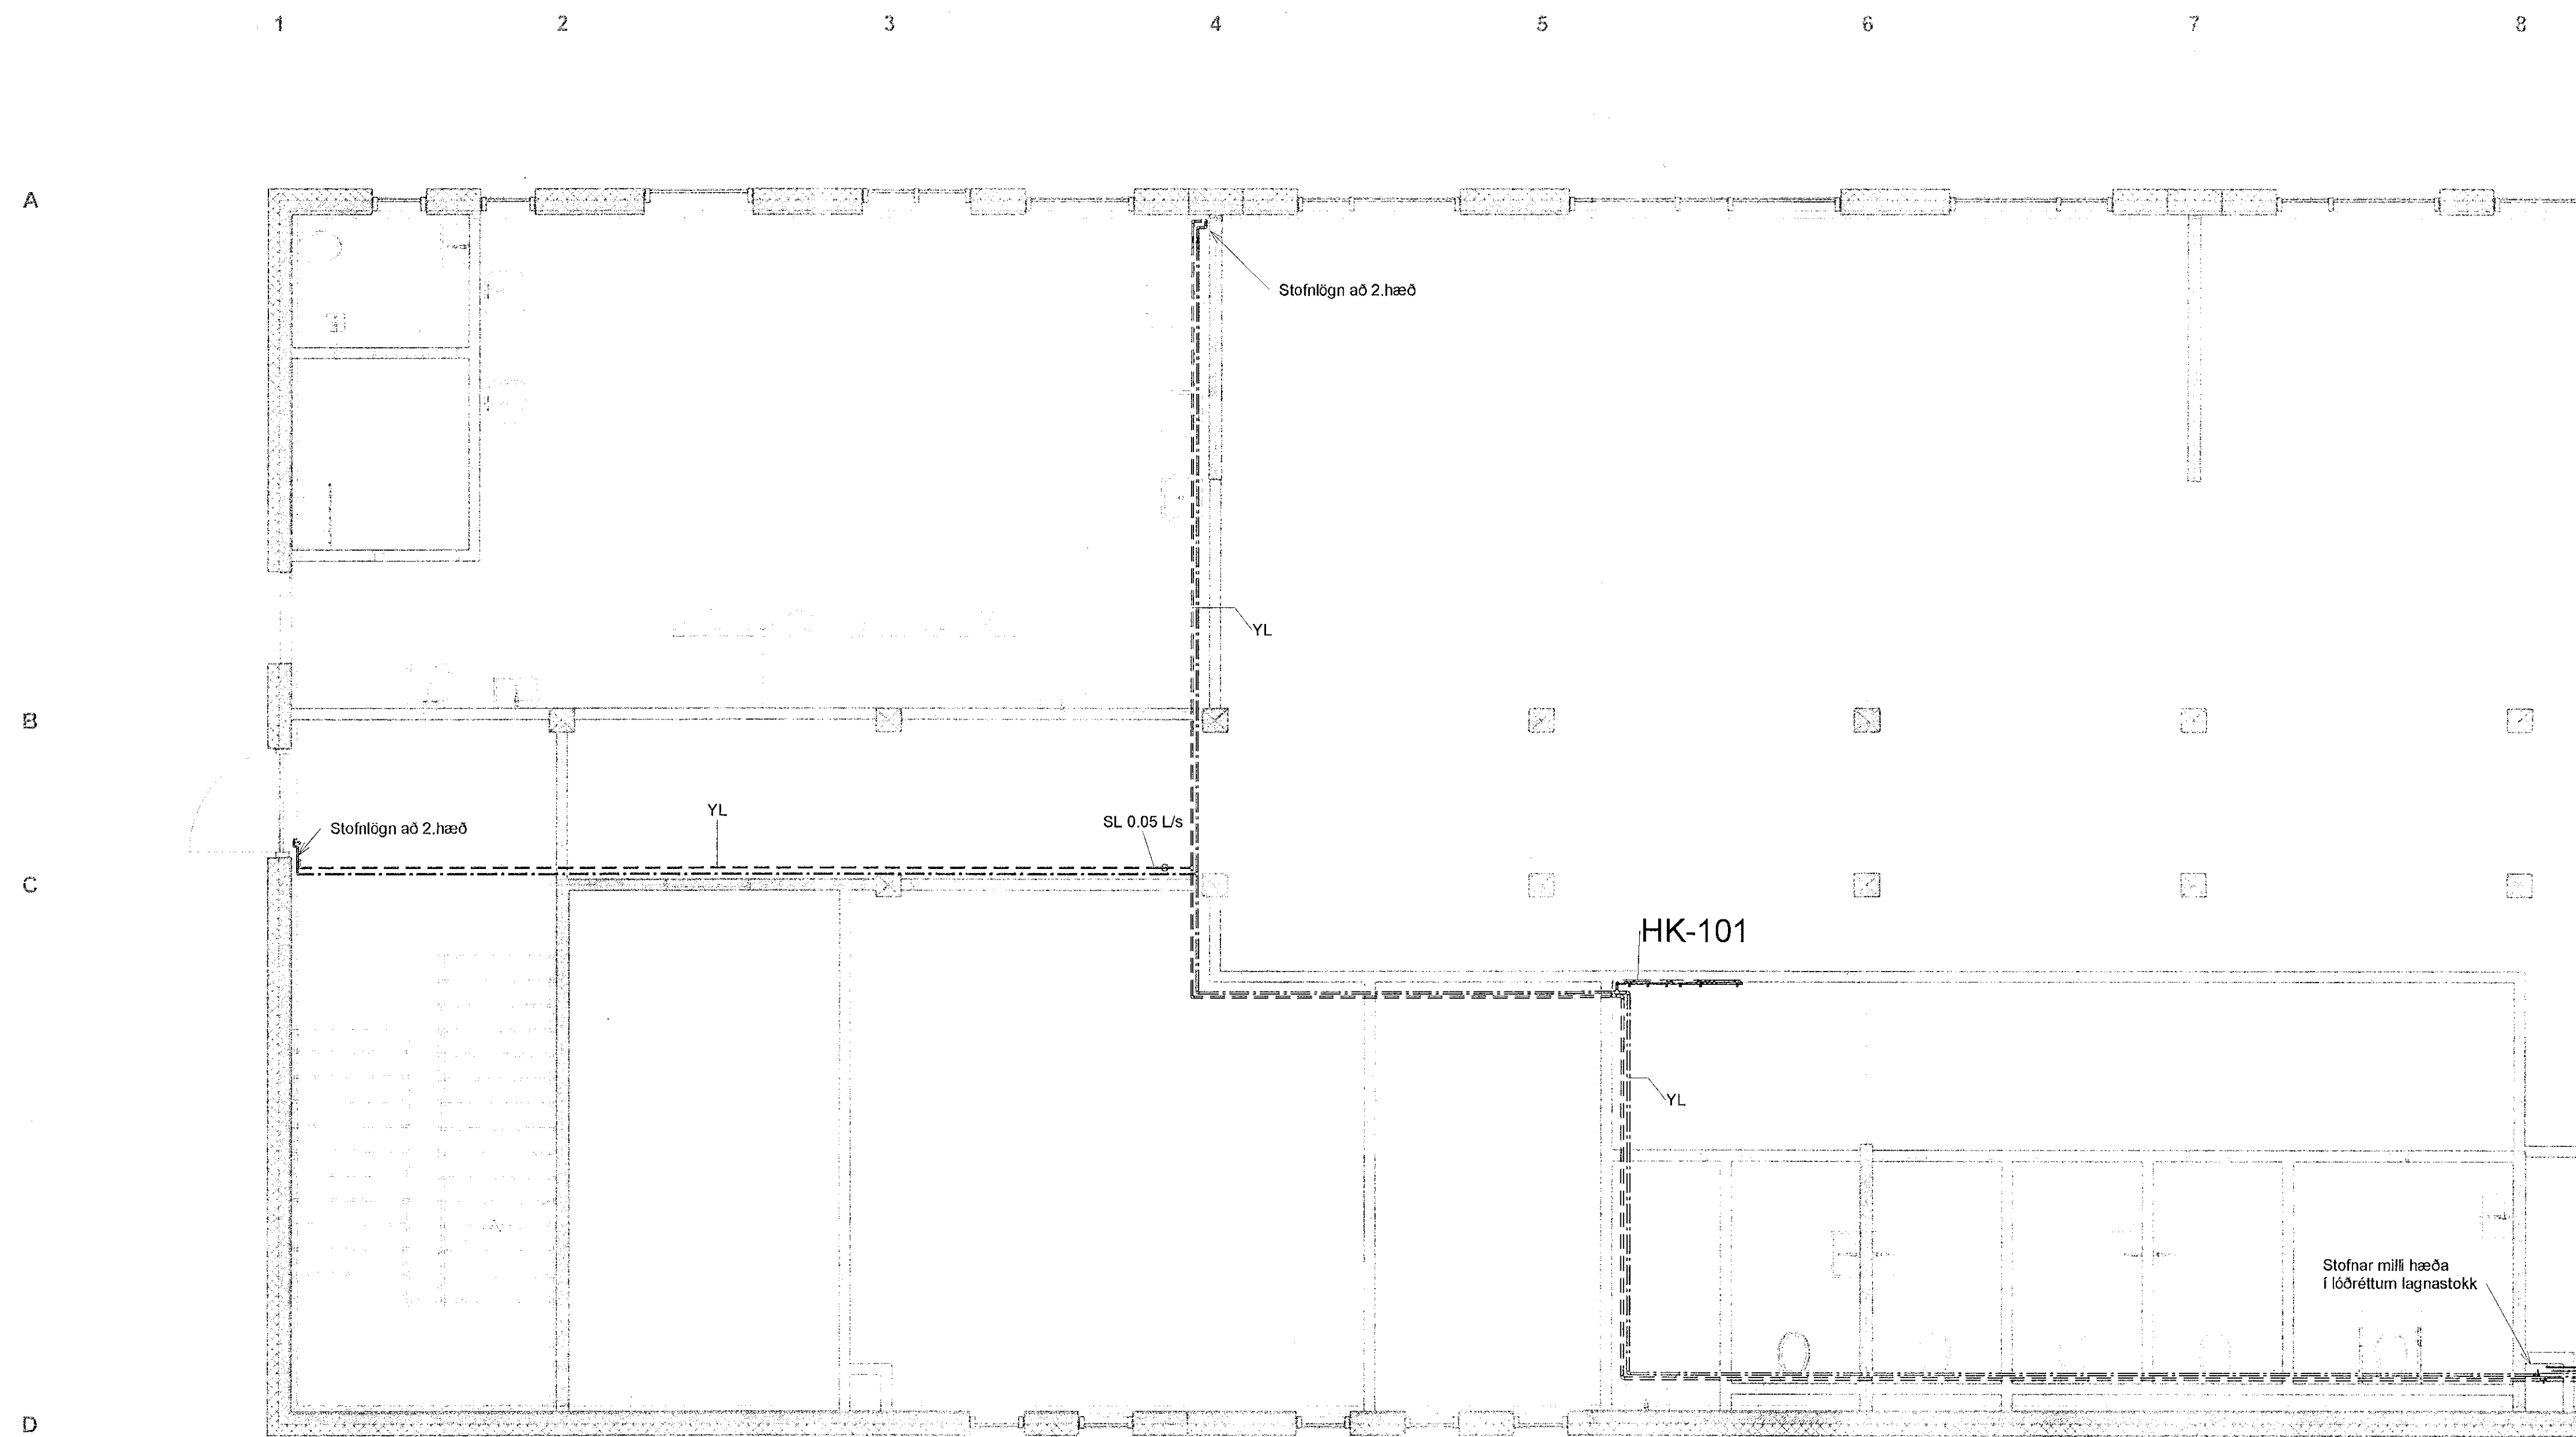 1 2 3 4 5 6 7 8
A
Stofnlögn að 2.hæð
YL
B
YL
SL 0.05 L/s
Stofnlögn að 2.hæð
C
HK-101
YL
Stofnar milli hæða
í lóðréttum lagnastokk
D